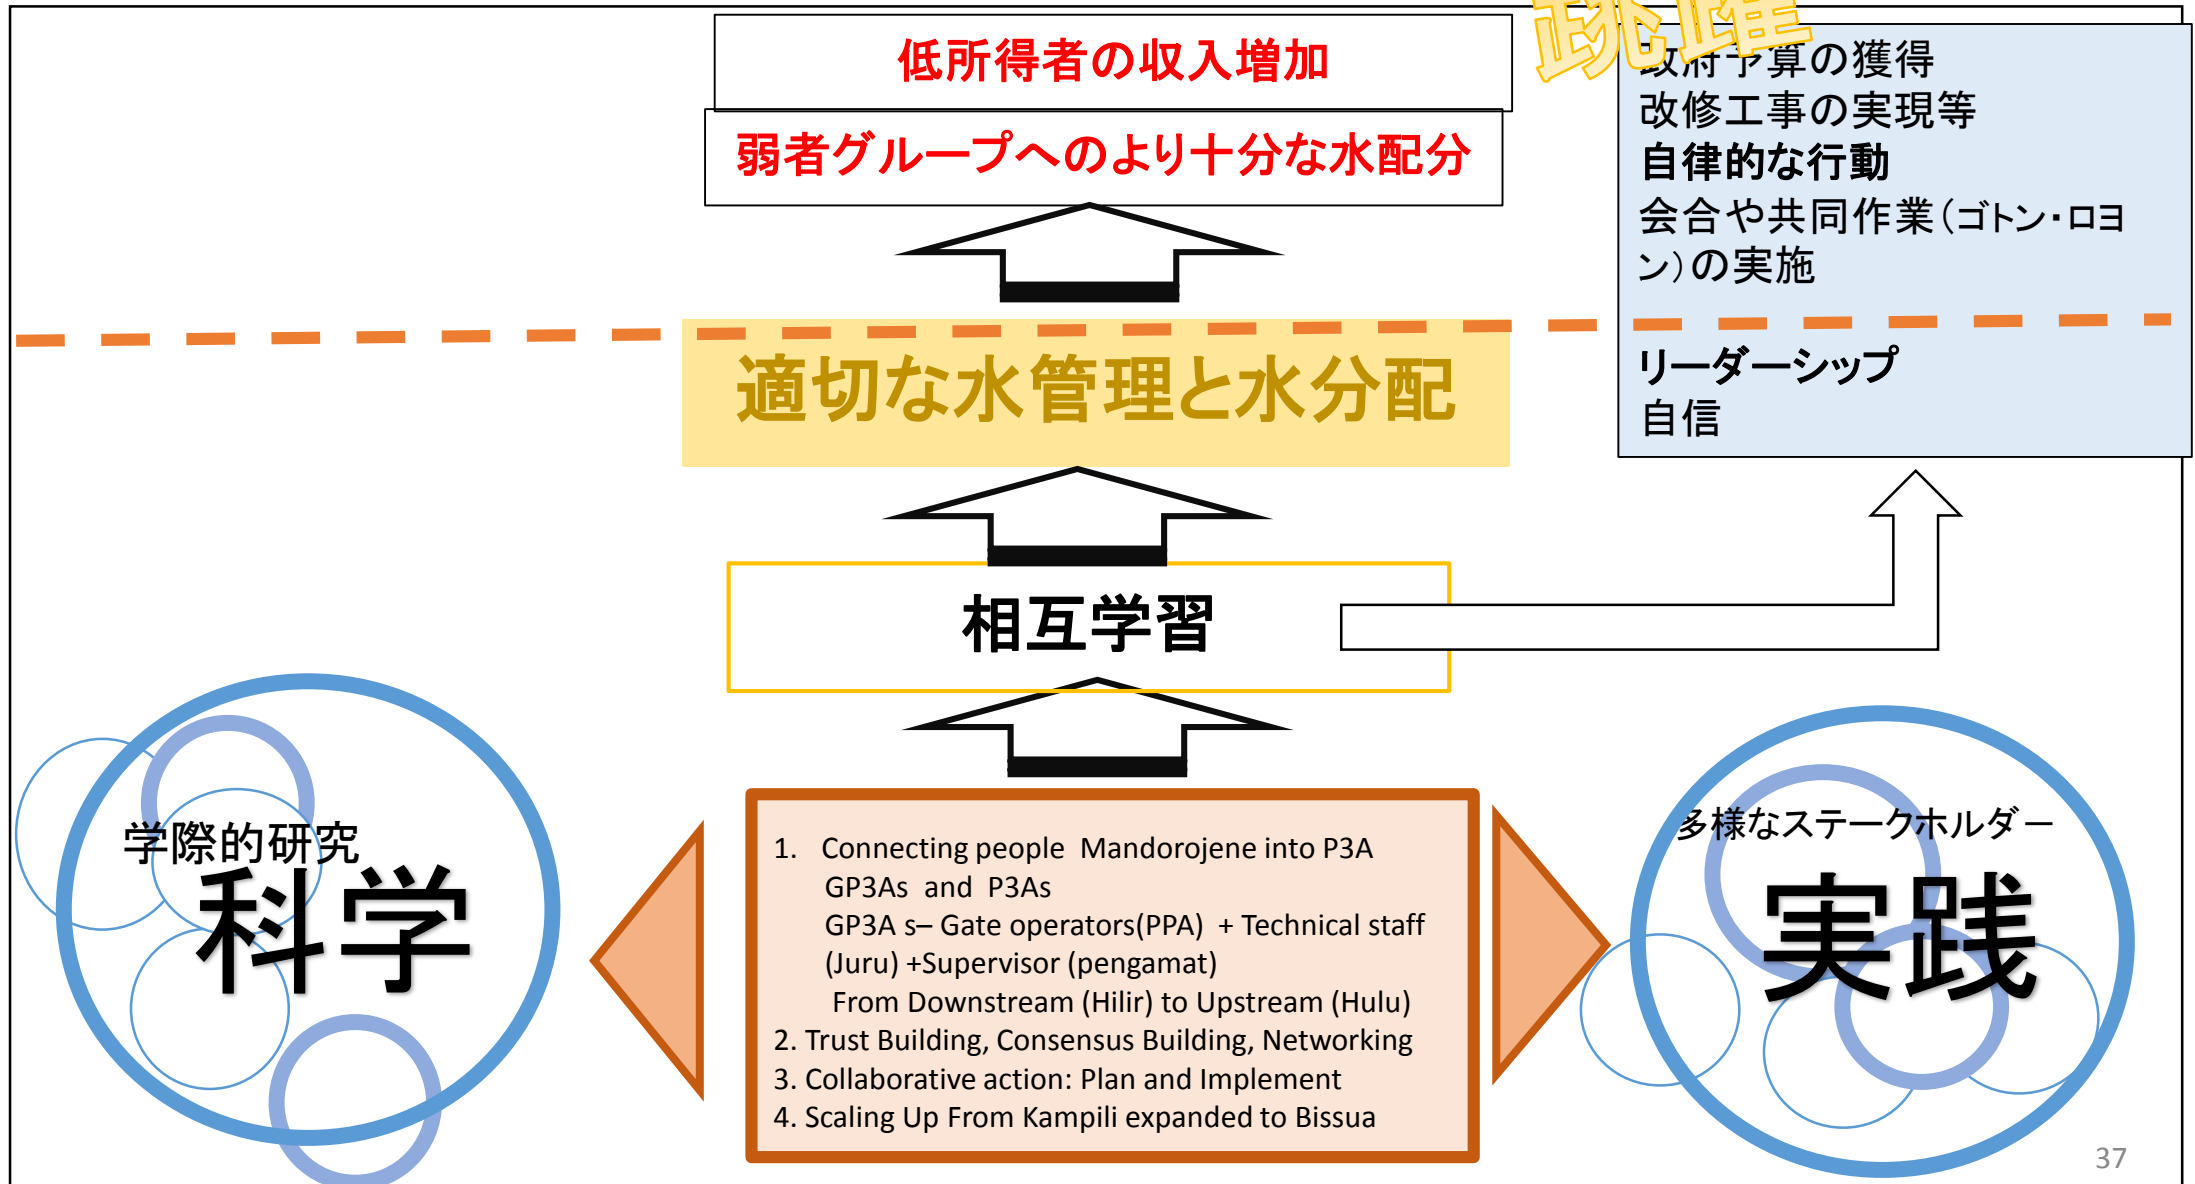 跳躍
低所得者の収入増加
弱者グループへのより十分な水配分
政府予算の獲得
改修工事の実現等
自律的な行動
会合や共同作業(ゴトン・ロヨ
ン)の実施
リーダーシップ
自信
適切な水管理と水分配
相互学習
学際的研究
科学
1. Connecting people Mandorojene into P3A
GP3As and P3As
GP3A s– Gate operators(PPA) + Technical staff
(Juru) +Supervisor (pengamat)
From Downstream (Hilir) to Upstream (Hulu)
2. Trust Building, Consensus Building, Networking
3. Collaborative action: Plan and Implement
4. Scaling Up From Kampili expanded to Bissua
多様なステークホルダー
実践
37